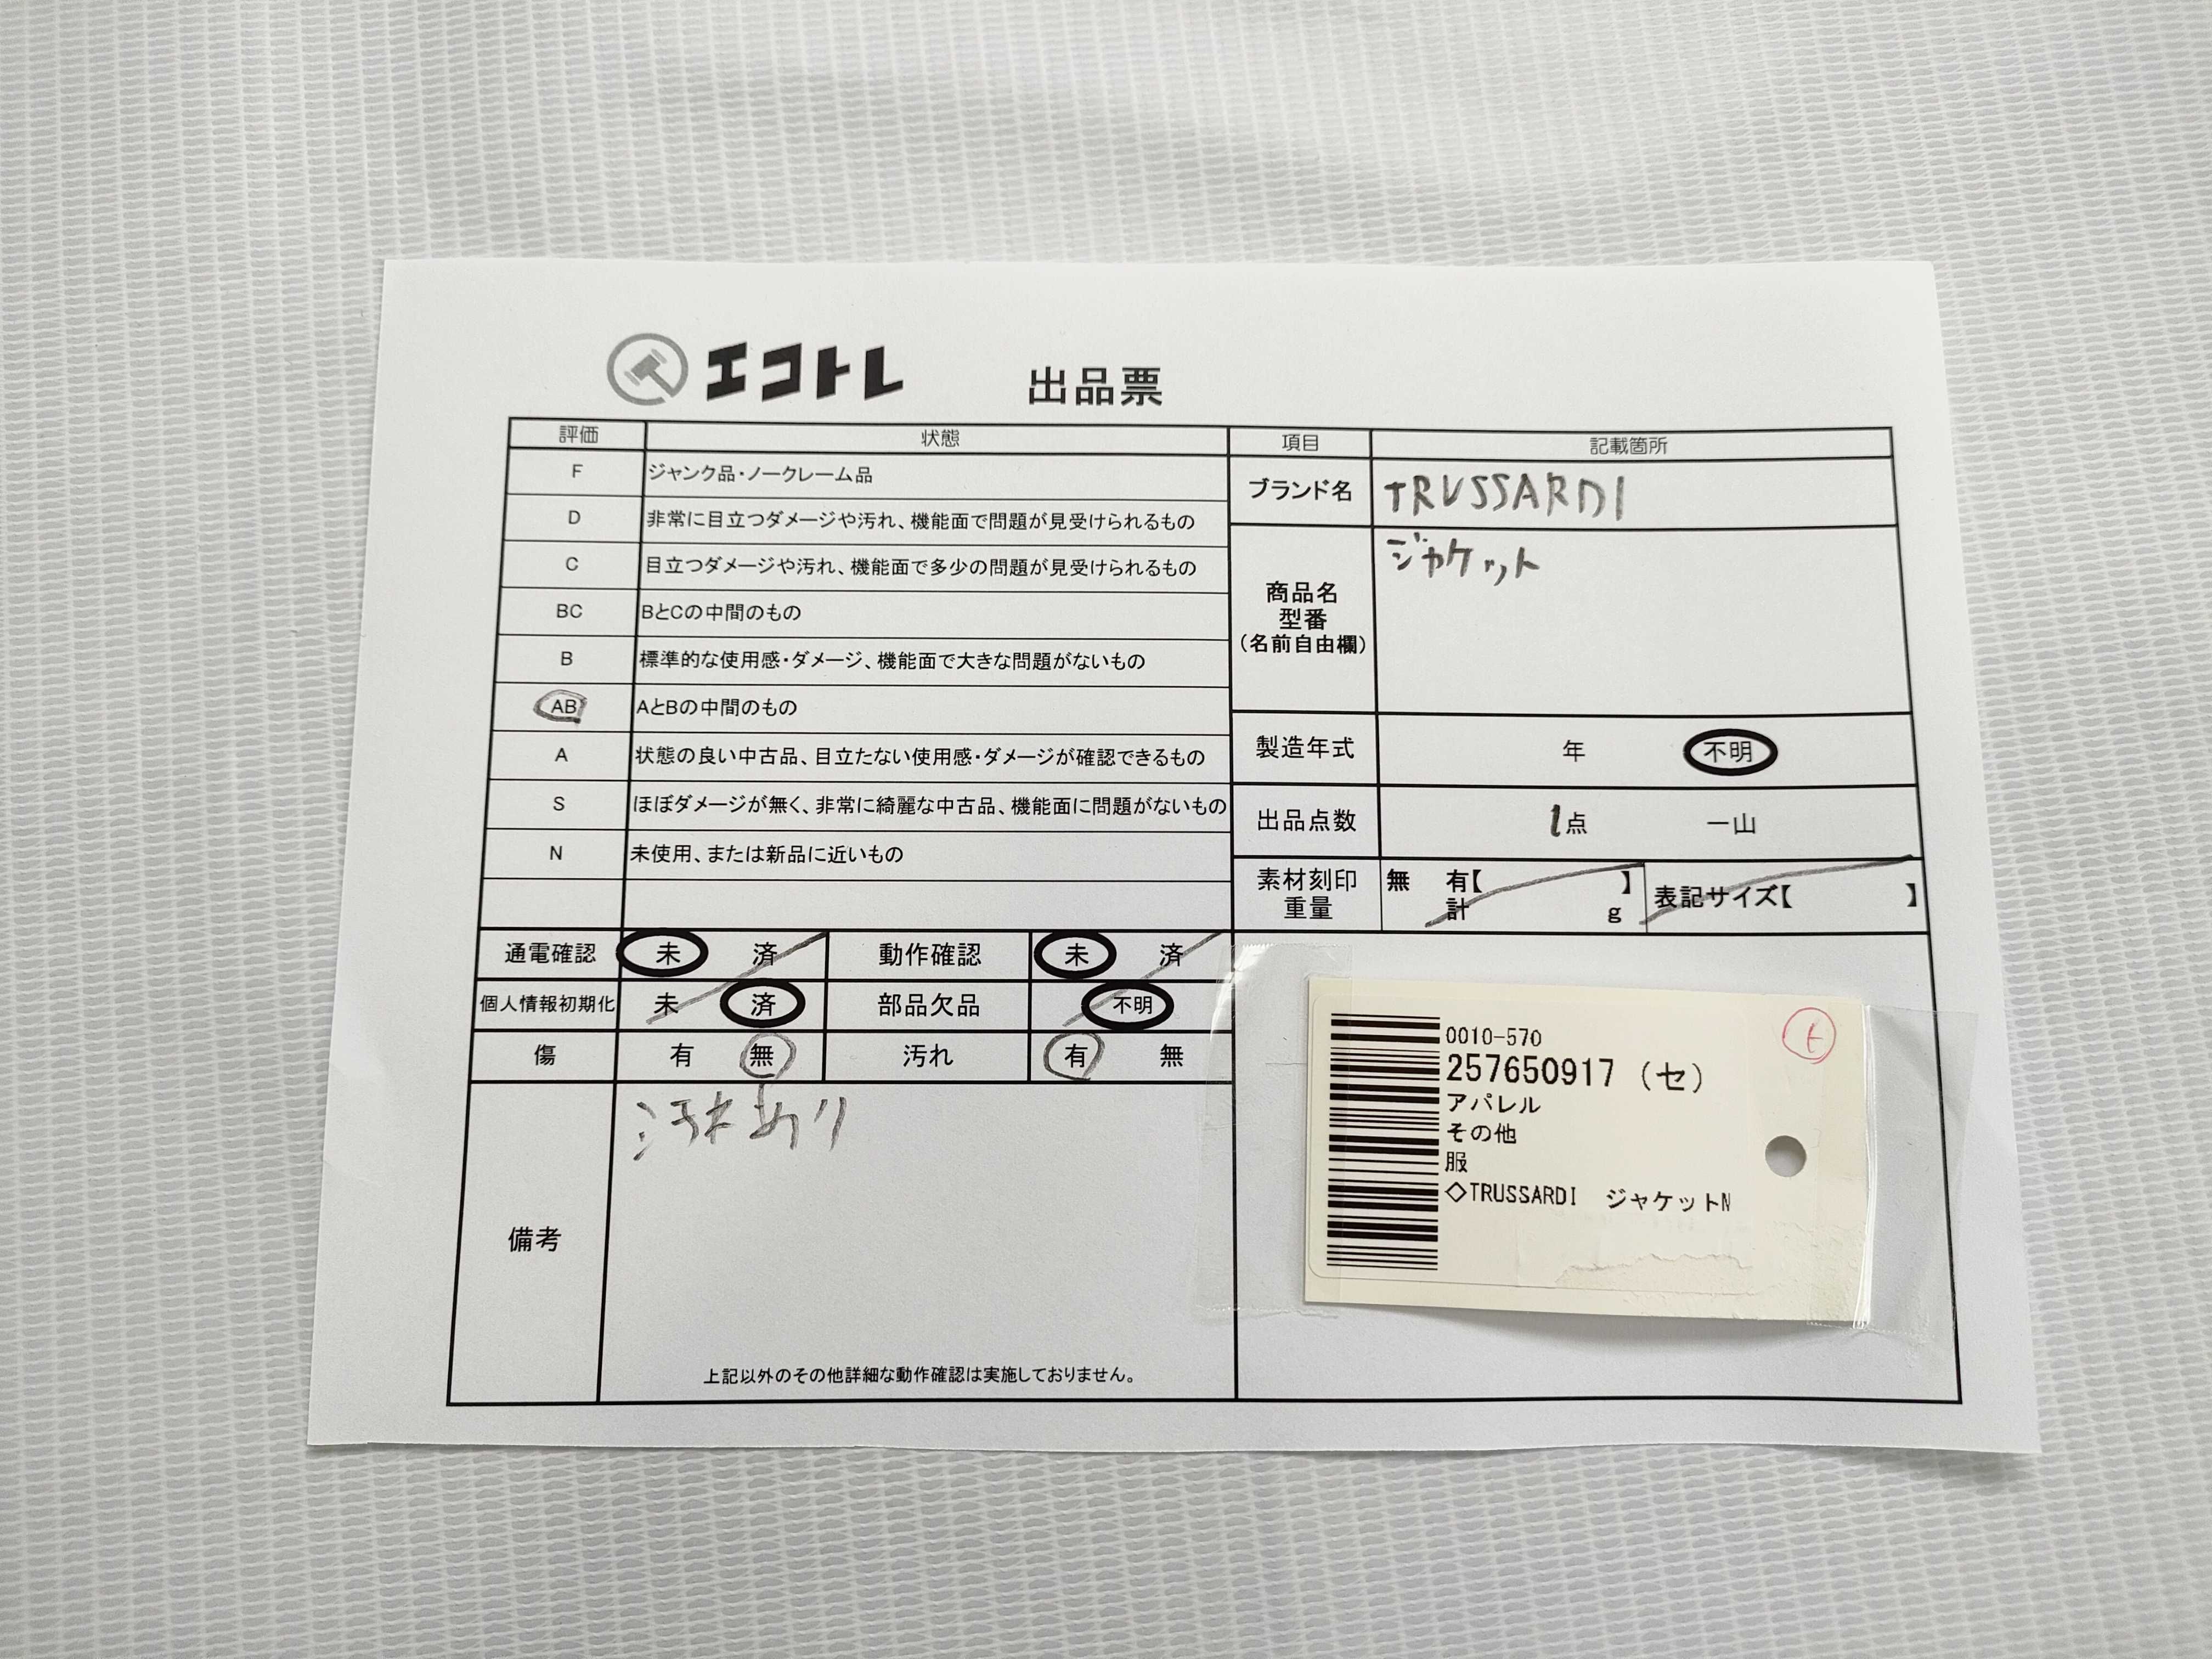 エコトレ 出品票
評価 状態
F ジャンク品・ノークレーム品
D 非常に目立つダメージや汚れ、機能面で問題が見受けられるもの
C 目立つダメージや汚れ、機能面で多少の問題が見受けられるもの
BC BとCの中間のもの
B 標準的な使用感・ダメージ、機能面で大きな問題がないもの
AB AとBの中間のもの
A 状態の良い中古品、目立たない使用感・ダメージが確認できるもの
S ほぼダメージが無く、非常に綺麗な中古品、機能面に問題がないもの
N 未使用、または新品に近いもの
項目 記載箇所
ブランド名 TRUSSARDI
商品名
型番
(名前自由欄)
ジャケット
製造年式 年 不明
出品点数 1点 一山
素材刻印 無 有【 】
重量 計 g
表記サイズ【 】
通電確認 未 済 動作確認 未 済
個人情報初期化 未 済 部品欠品 不明
傷 有 無 汚れ 有 無
備考
汚れあり
上記以外のその他詳細な動作確認は実施しておりません。
0010-570
257650917 (セ)
アパレル
その他
服
◇TRUSSARDI ジャケットN